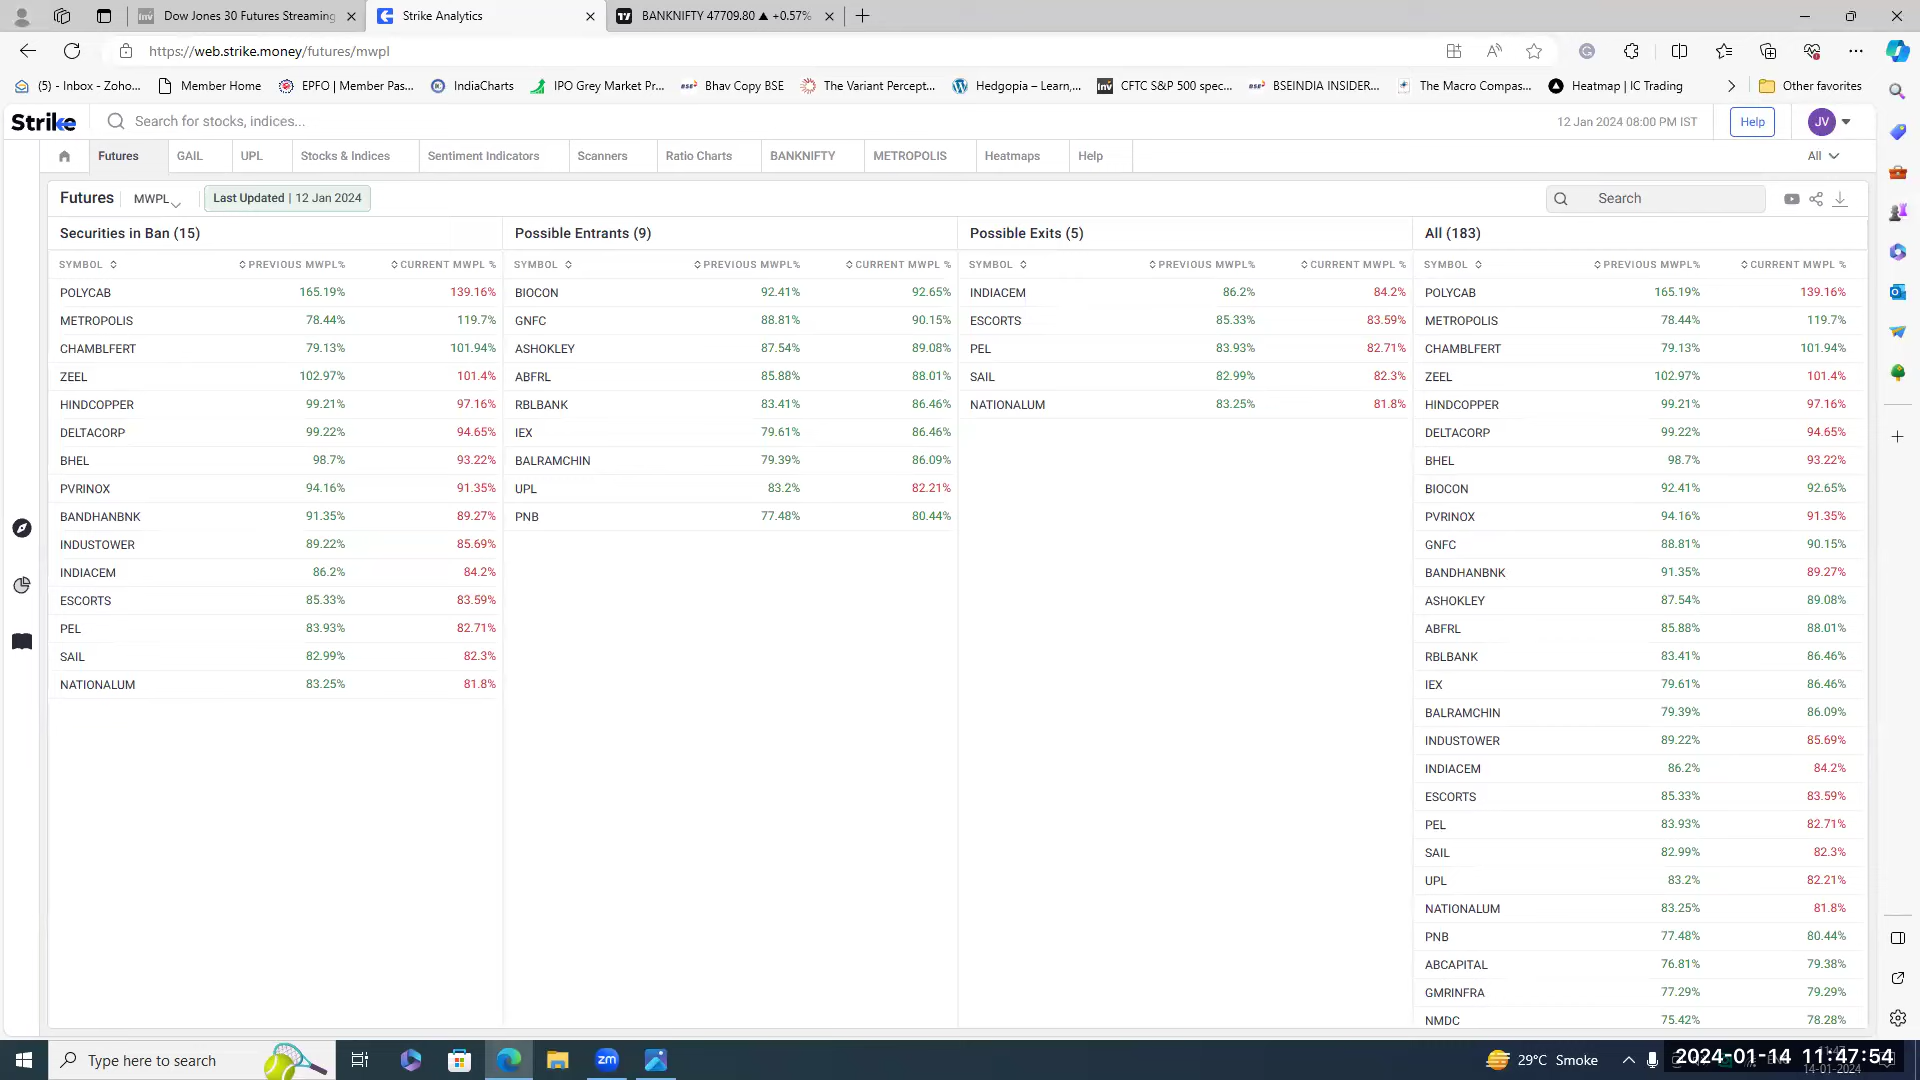 Dow Jones 30 Futures Streaming
Strike Analytics
BANKNIFTY 47709.80 ▲ +0.57%
https://web.strike.money/futures/mwpl
(5) - Inbox - Zoho...
Member Home
EPFO | Member Pas...
IndiaCharts
IPO Grey Market Pr...
Bhav Copy BSE
The Variant Percept...
Hedgopia – Learn,...
CFTC S&P 500 spec...
BSEINDIA INSIDER...
The Macro Compas...
Heatmap | IC Trading
Other favorites
Strike
Search for stocks, indices...
12 Jan 2024 08:00 PM IST
Help
JV
Futures
GAIL
UPL
Stocks & Indices
Sentiment Indicators
Scanners
Ratio Charts
BANKNIFTY
METROPOLIS
Heatmaps
Help
All
Futures
MWPL
Last Updated | 12 Jan 2024
Search
Securities in Ban (15)
SYMBOL PREVIOUS MWPL% CURRENT MWPL %
POLYCAB 165.19% 139.16%
METROPOLIS 78.44% 119.7%
CHAMBLFERT 79.13% 101.94%
ZEEL 102.97% 101.4%
HINDCOPPER 99.21% 97.16%
DELTACORP 99.22% 94.65%
BHEL 98.7% 93.22%
PVRINOX 94.16% 91.35%
BANDHANBNK 91.35% 89.27%
INDUSTOWER 89.22% 85.69%
INDIACEM 86.2% 84.2%
ESCORTS 85.33% 83.59%
PEL 83.93% 82.71%
SAIL 82.99% 82.3%
NATIONALUM 83.25% 81.8%
Possible Entrants (9)
SYMBOL PREVIOUS MWPL% CURRENT MWPL %
BIOCON 92.41% 92.65%
GNFC 88.81% 90.15%
ASHOKLEY 87.54% 89.08%
ABFRL 85.88% 88.01%
RBLBANK 83.41% 86.46%
IEX 79.61% 86.46%
BALRAMCHIN 79.39% 86.09%
UPL 83.2% 82.21%
PNB 77.48% 80.44%
Possible Exits (5)
SYMBOL PREVIOUS MWPL% CURRENT MWPL %
INDIACEM 86.2% 84.2%
ESCORTS 85.33% 83.59%
PEL 83.93% 82.71%
SAIL 82.99% 82.3%
NATIONALUM 83.25% 81.8%
All (183)
SYMBOL PREVIOUS MWPL% CURRENT MWPL %
POLYCAB 165.19% 139.16%
METROPOLIS 78.44% 119.7%
CHAMBLFERT 79.13% 101.94%
ZEEL 102.97% 101.4%
HINDCOPPER 99.21% 97.16%
DELTACORP 99.22% 94.65%
BHEL 98.7% 93.22%
BIOCON 92.41% 92.65%
PVRINOX 94.16% 91.35%
GNFC 88.81% 90.15%
BANDHANBNK 91.35% 89.27%
ASHOKLEY 87.54% 89.08%
ABFRL 85.88% 88.01%
RBLBANK 83.41% 86.46%
IEX 79.61% 86.46%
BALRAMCHIN 79.39% 86.09%
INDUSTOWER 89.22% 85.69%
INDIACEM 86.2% 84.2%
ESCORTS 85.33% 83.59%
PEL 83.93% 82.71%
SAIL 82.99% 82.3%
UPL 83.2% 82.21%
NATIONALUM 83.25% 81.8%
PNB 77.48% 80.44%
ABCAPITAL 76.81% 79.38%
GMRINFRA 77.29% 79.29%
NMDC 75.42% 78.28%
Type here to search
zm
29°C Smoke
2024-01-14 11:47:54
14-01-2024